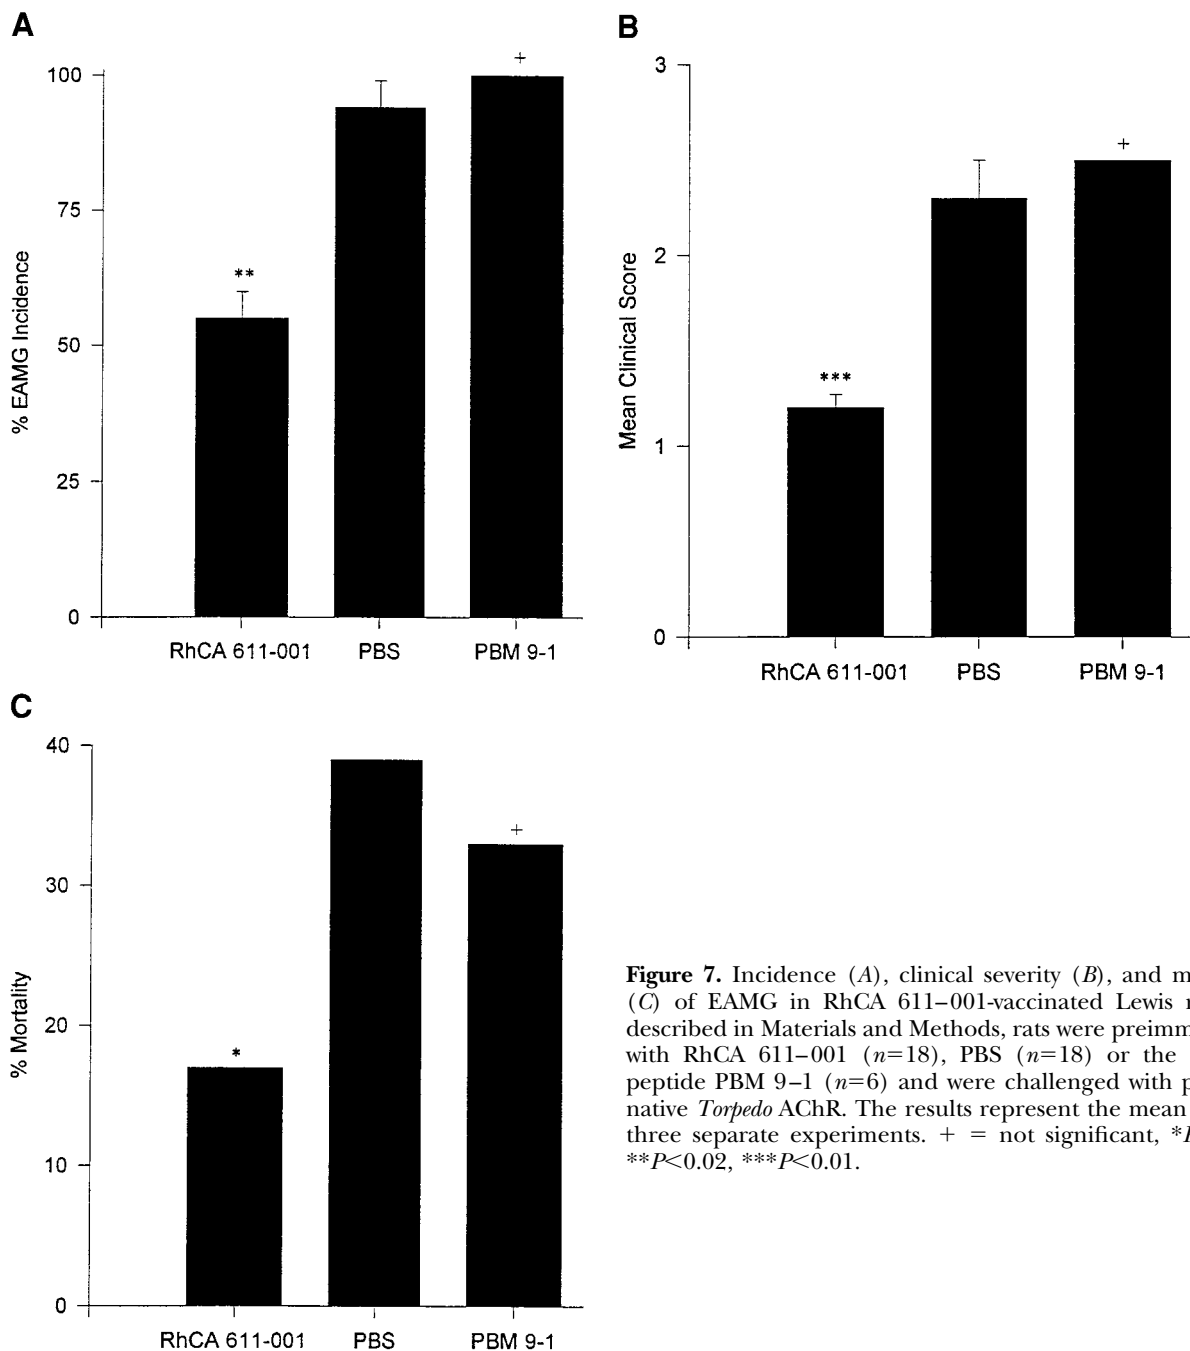 A
+
100
75
**
50
25
0
% EAMG Incidence
RhCA 611-001 PBS PBM 9-1
B
3
+
2
***
1
0
Mean Clinical Score
RhCA 611-001 PBS PBM 9-1
C
40
+
30
20
*
10
0
% Mortality
RhCA 611-001 PBS PBM 9-1
Figure 7. Incidence (A), clinical severity (B), and
(C) of EAMG in RhCA 611–001-vaccinated Lewis
described in Materials and Methods, rats were
with RhCA 611–001 (n=18), PBS (n=18) or the
peptide PBM 9–1 (n=6) and were challenged with
native Torpedo AChR. The results represent the mean
three separate experiments. + = not significant, *
**P<0.02, ***P<0.01.